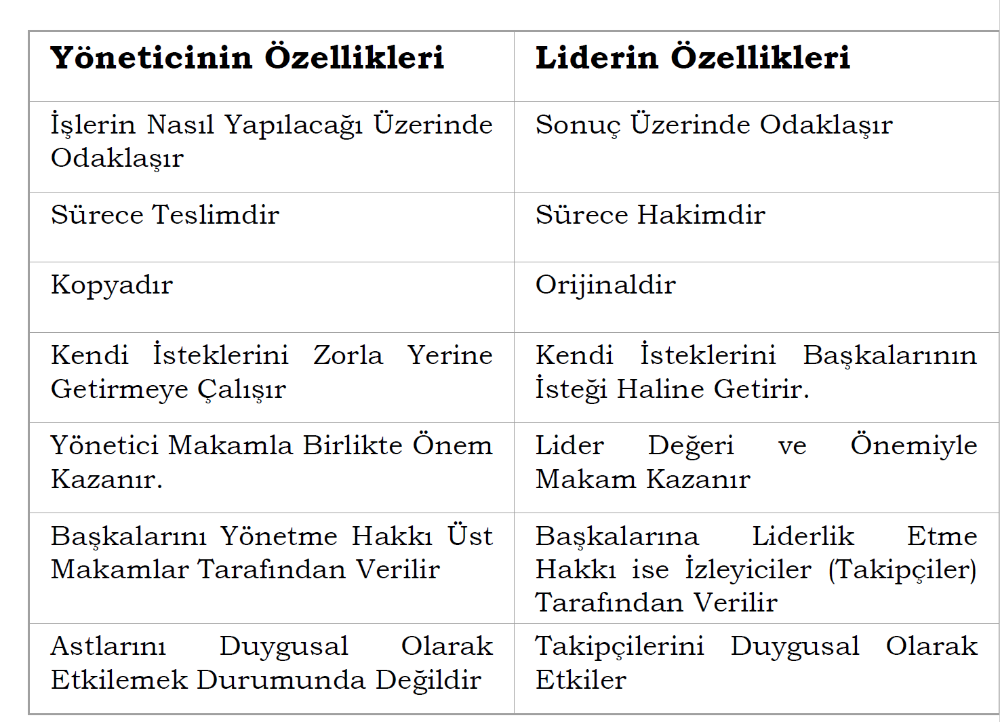 Yöneticinin Özellikleri
Liderin Özellikleri
İşlerin Nasıl Yapılacağı Üzerinde
Odaklaşır
Sonuç Üzerinde Odaklaşır
Sürece Teslimdir
Sürece Hakimdir
Kopyadır
Orijinaldir
Kendi İsteklerini Zorla Yerine
Getirmeye Çalışır
Kendi İsteklerini Başkalarının
İsteği Haline Getirir.
Yönetici Makamla Birlikte Önem
Kazanır.
Lider Değeri ve Önemiyle
Makam Kazanır
Başkalarını Yönetme Hakkı Üst
Makamlar Tarafından Verilir
Başkalarına Liderlik Etme
Hakkı ise İzleyiciler (Takipçiler)
Tarafından Verilir
Astlarını Duygusal Olarak
Etkilemek Durumunda Değildir
Takipçilerini Duygusal Olarak
Etkiler